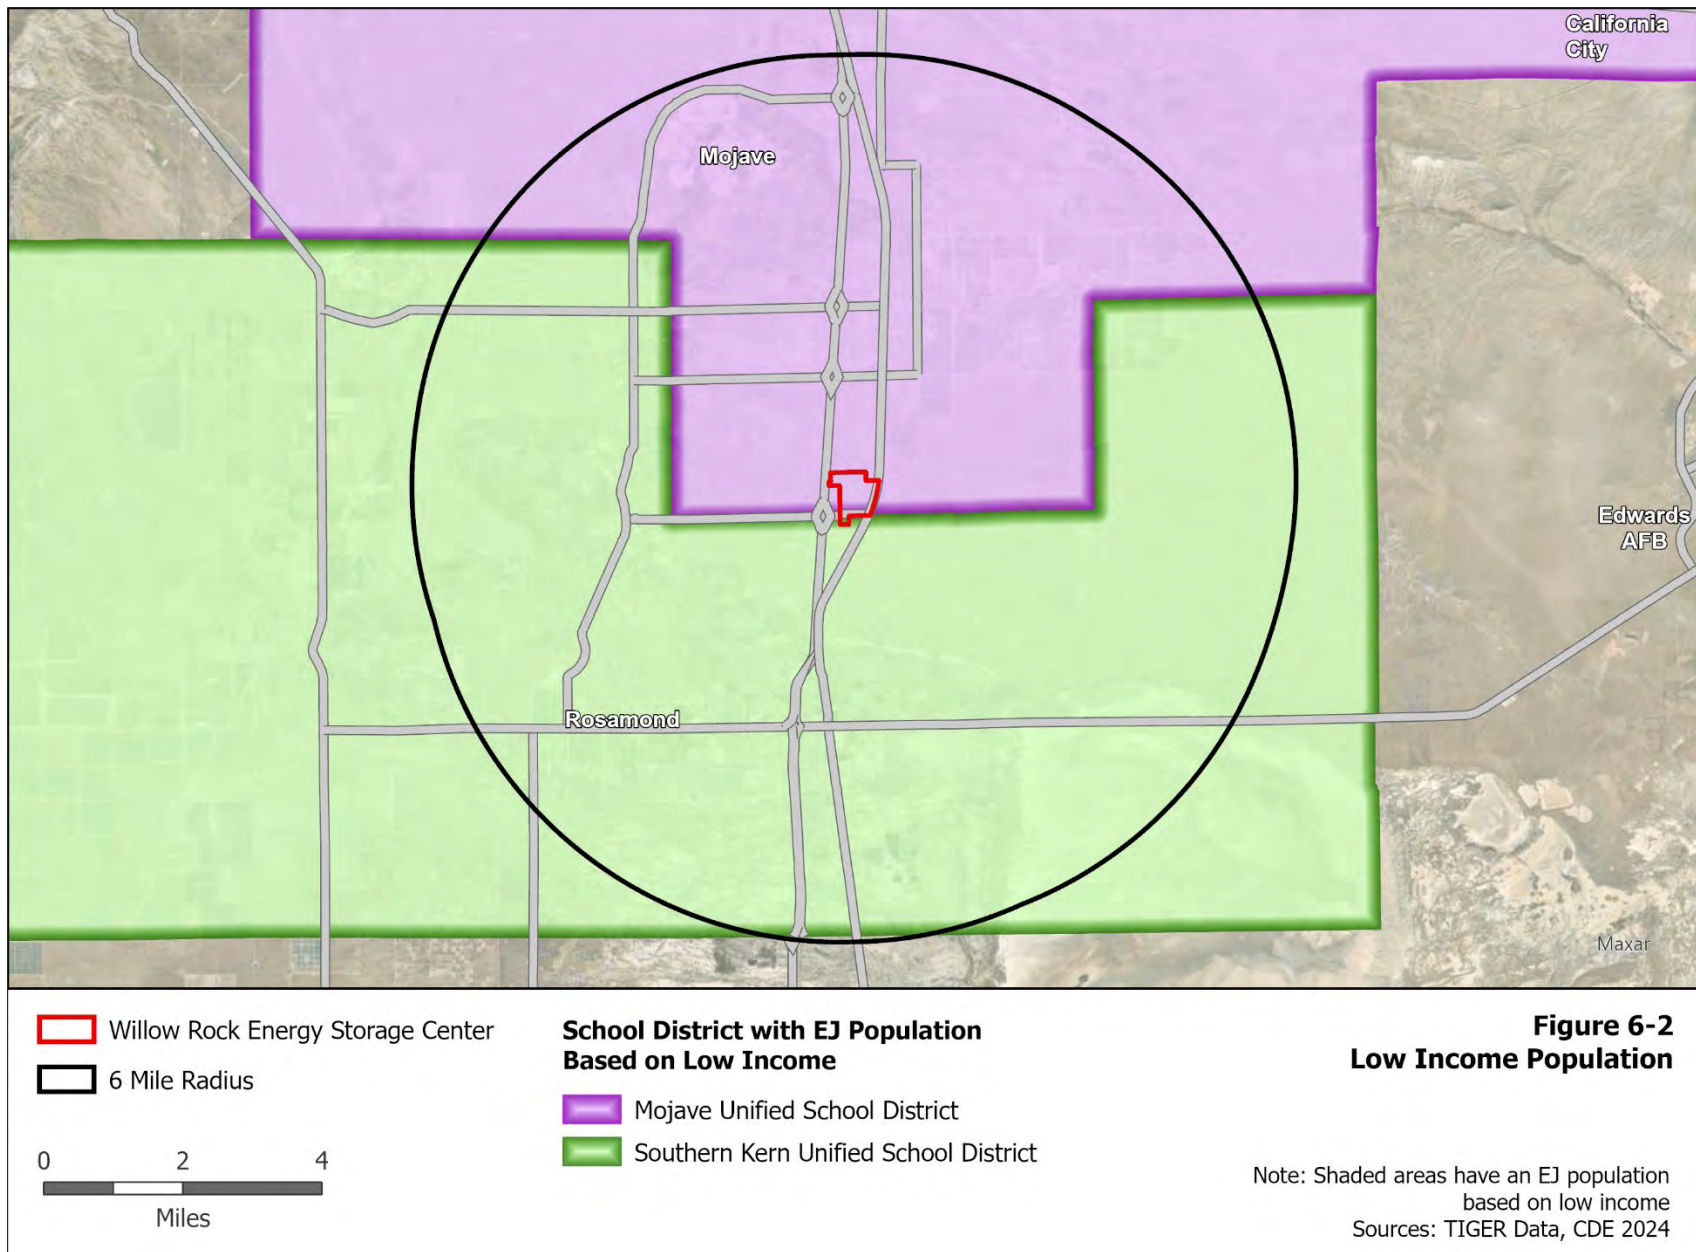 California
City
Mojave
Edwards
AFB
Rosamond
Maxar
Willow Rock Energy Storage Center
6 Mile Radius
0 2 4
Miles
School District with EJ Population
Based on Low Income
Mojave Unified School District
Southern Kern Unified School District
Figure 6-2
Low Income Population
Note: Shaded areas have an EJ population
based on low income
Sources: TIGER Data, CDE 2024